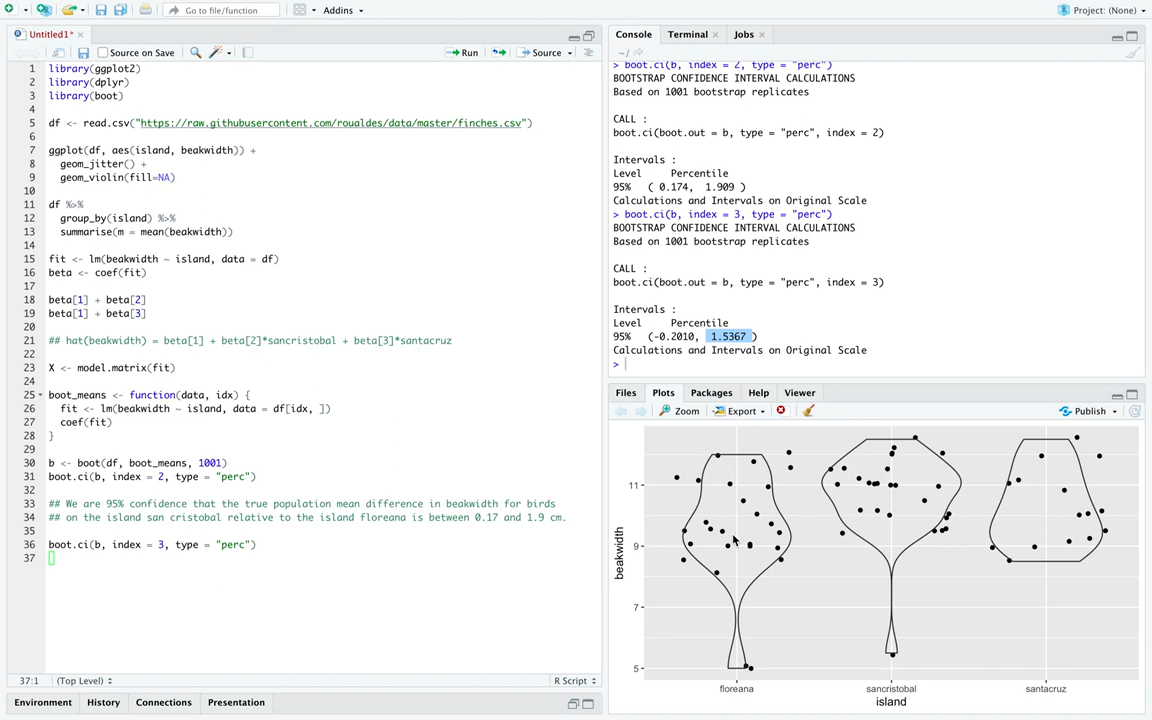 Go to file/function
Addins
Project: (None)
Untitled1*
Source on Save
Run
Source
1 library(ggplot2)
2 library(dplyr)
3 library(boot)
4
5 df <- read.csv("https://raw.githubusercontent.com/roualdes/data/master/finches.csv")
6
7 ggplot(df, aes(island, beakwidth)) +
8 geom_jitter() +
9 geom_violin(fill=NA)
10
11 df %>%
12 group_by(island) %>%
13 summarise(m = mean(beakwidth))
14
15 fit <- lm(beakwidth ~ island, data = df)
16 beta <- coef(fit)
17
18 beta[1] + beta[2]
19 beta[1] + beta[3]
20
21 ## hat(beakwidth) = beta[1] + beta[2]*sancristobal + beta[3]*santacruz
22
23 X <- model.matrix(fit)
24
25 boot_means <- function(data, idx) {
26 fit <- lm(beakwidth ~ island, data = df[idx, ])
27 coef(fit)
28 }
29
30 b <- boot(df, boot_means, 1001)
31 boot.ci(b, index = 2, type = "perc")
32
33 ## We are 95% confidence that the true population mean difference in beakwidth for birds
34 ## on the island san cristobal relative to the island floreana is between 0.17 and 1.9 cm.
35
36 boot.ci(b, index = 3, type = "perc")
37
37:1 (Top Level) R Script
Environment History Connections Presentation
Console Terminal Jobs
~/
> boot.ci(b, index = 2, type = "perc")
BOOTSTRAP CONFIDENCE INTERVAL CALCULATIONS
Based on 1001 bootstrap replicates
CALL :
boot.ci(boot.out = b, type = "perc", index = 2)
Intervals :
Level Percentile
95% ( 0.174, 1.909 )
Calculations and Intervals on Original Scale
> boot.ci(b, index = 3, type = "perc")
BOOTSTRAP CONFIDENCE INTERVAL CALCULATIONS
Based on 1001 bootstrap replicates
CALL :
boot.ci(boot.out = b, type = "perc", index = 3)
Intervals :
Level Percentile
95% (-0.2010, 1.5367 )
Calculations and Intervals on Original Scale
>
Files Plots Packages Help Viewer
Zoom Export Publish
beakwidth
11
9
7
5
floreana sancristobal santacruz
island